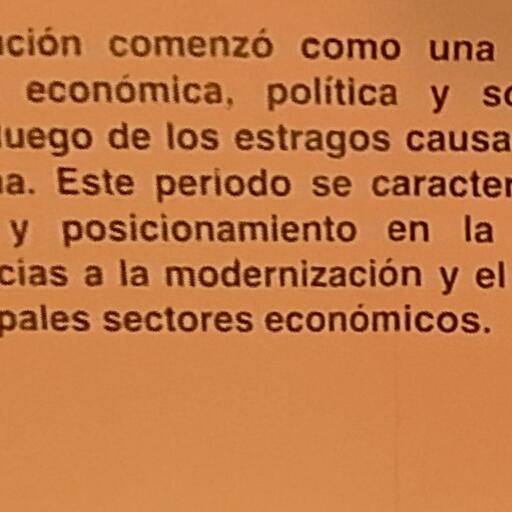 ución comenzó como una
económica, política y so
luego de los estragos causa
na. Este periodo se caracter
y posicionamiento en la
cias a la modernización y el
pales sectores económicos.